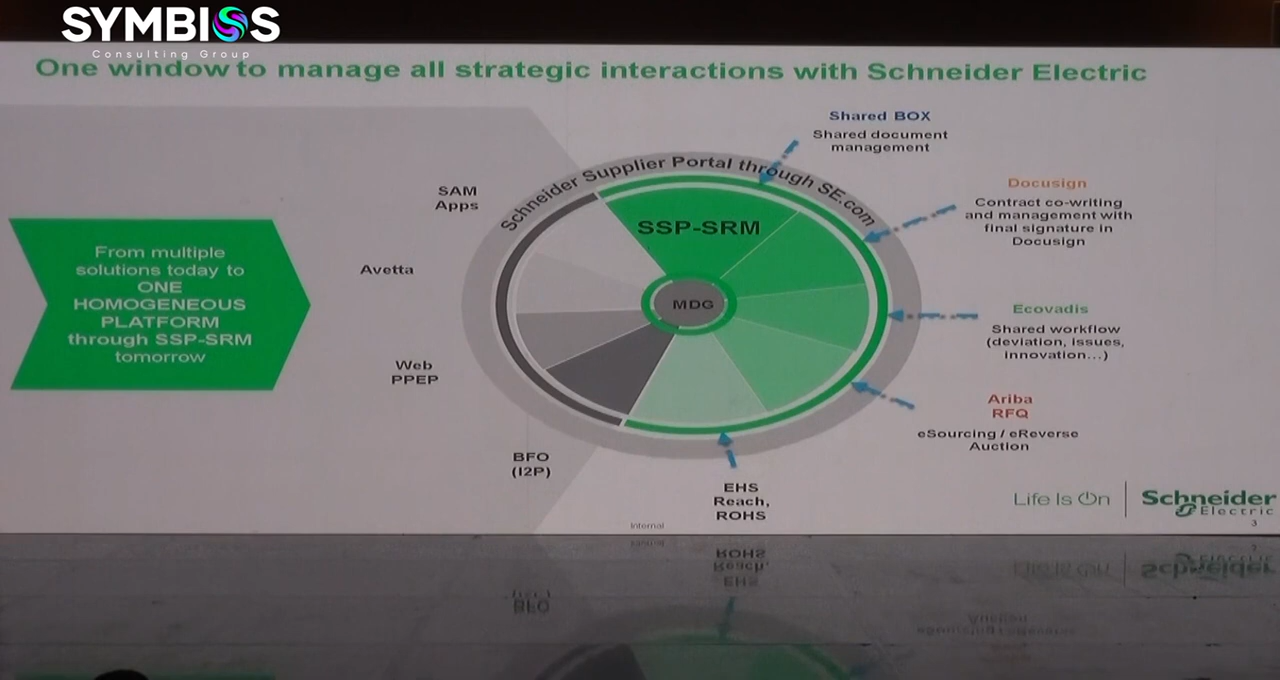 SYMBIOS
Consulting Group
One window to manage all strategic interactions with Schneider Electric
From multiple
solutions today to
ONE
HOMOGENEOUS
PLATFORM
through SSP-SRM
tomorrow
SAM
Apps
Avetta
Web
PPEP
BFO
(I2P)
Schneider Supplier Portal through SE.com
SSP-SRM
MDG
Shared BOX
Shared document
management
Docusign
Contract co-writing
and management with
final signature in
Docusign
Ecovadis
Shared workflow
(deviation, issues,
innovation...)
Ariba
RFQ
eSourcing / eReverse
Auction
EHS
Reach,
ROHS
Internal
Life Is On
Schneider
Electric
3